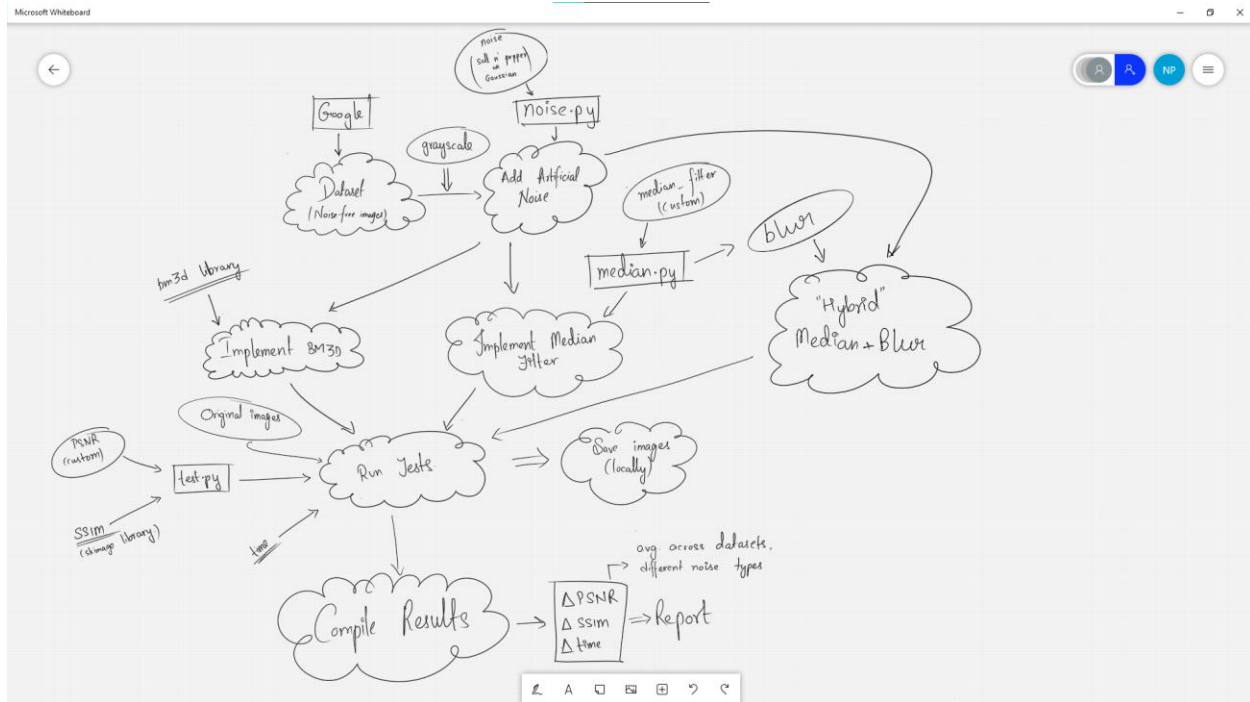 Microsoft Whiteboard
NP
noise
(salt n' pepper
or
Gaussian
Google
noise.py
grayscale
Dataset
(Noise-free images)
Add Artificial
Noise
median_filter
(custom)
blur
median.py
bm3d library
"Hybrid"
Median + Blur
Implement BM3D
Implement Median
Filter
Original images
PSNR
(custom)
test.py
Run Tests
Save images
(locally)
SSIM
(skimage library)
time
avg. across datasets,
different noise types
Compile Results
Δ PSNR
Δ SSIM
Δ time
⇒ Report
A